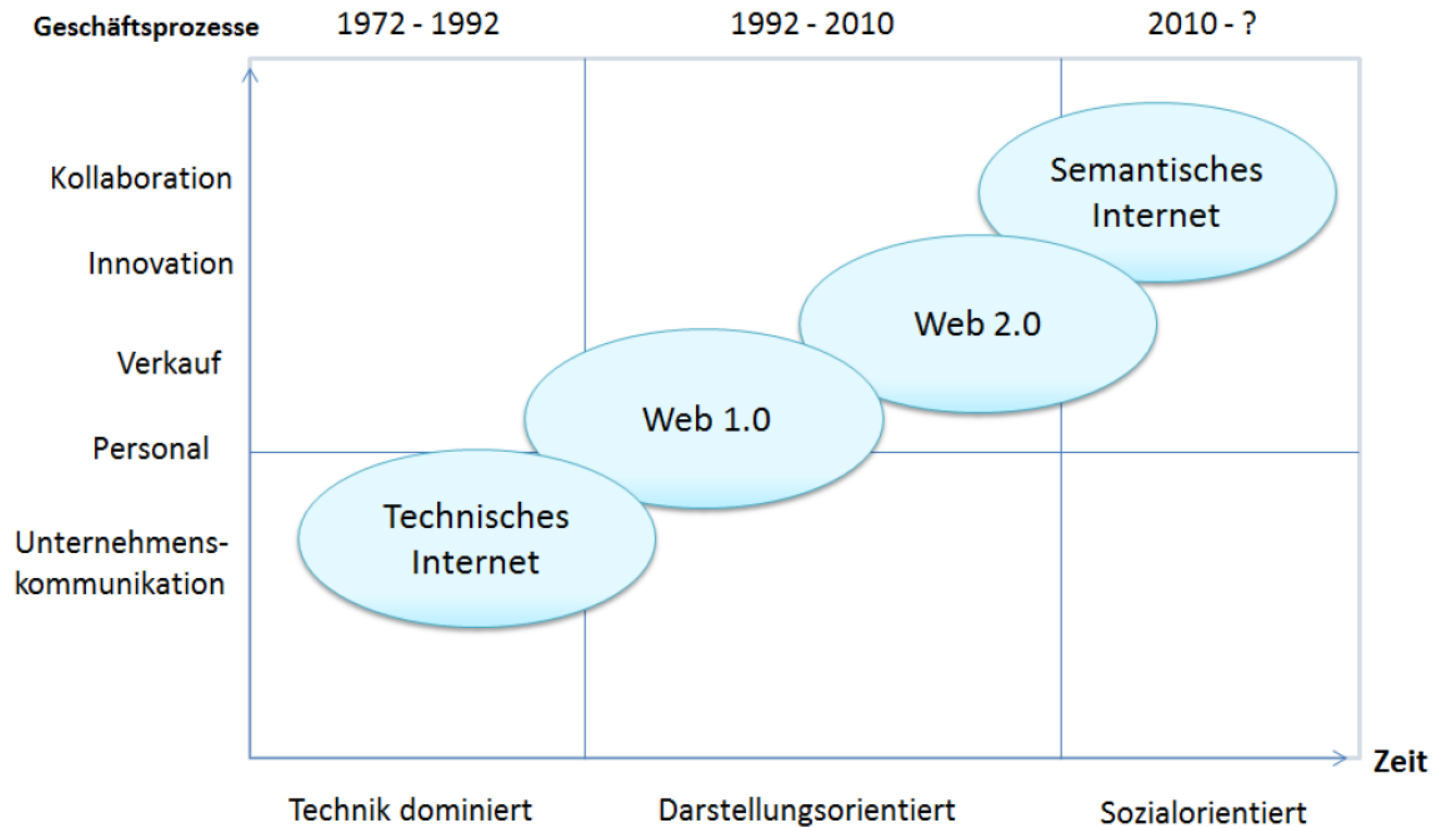 Geschäftsprozesse
1972 - 1992
1992 - 2010
2010 - ?
Kollaboration
Innovation
Verkauf
Personal
Unternehmens-
kommunikation
Semantisches
Internet
Web 2.0
Web 1.0
Technisches
Internet
Zeit
Technik dominiert
Darstellungsorientiert
Sozialorientiert